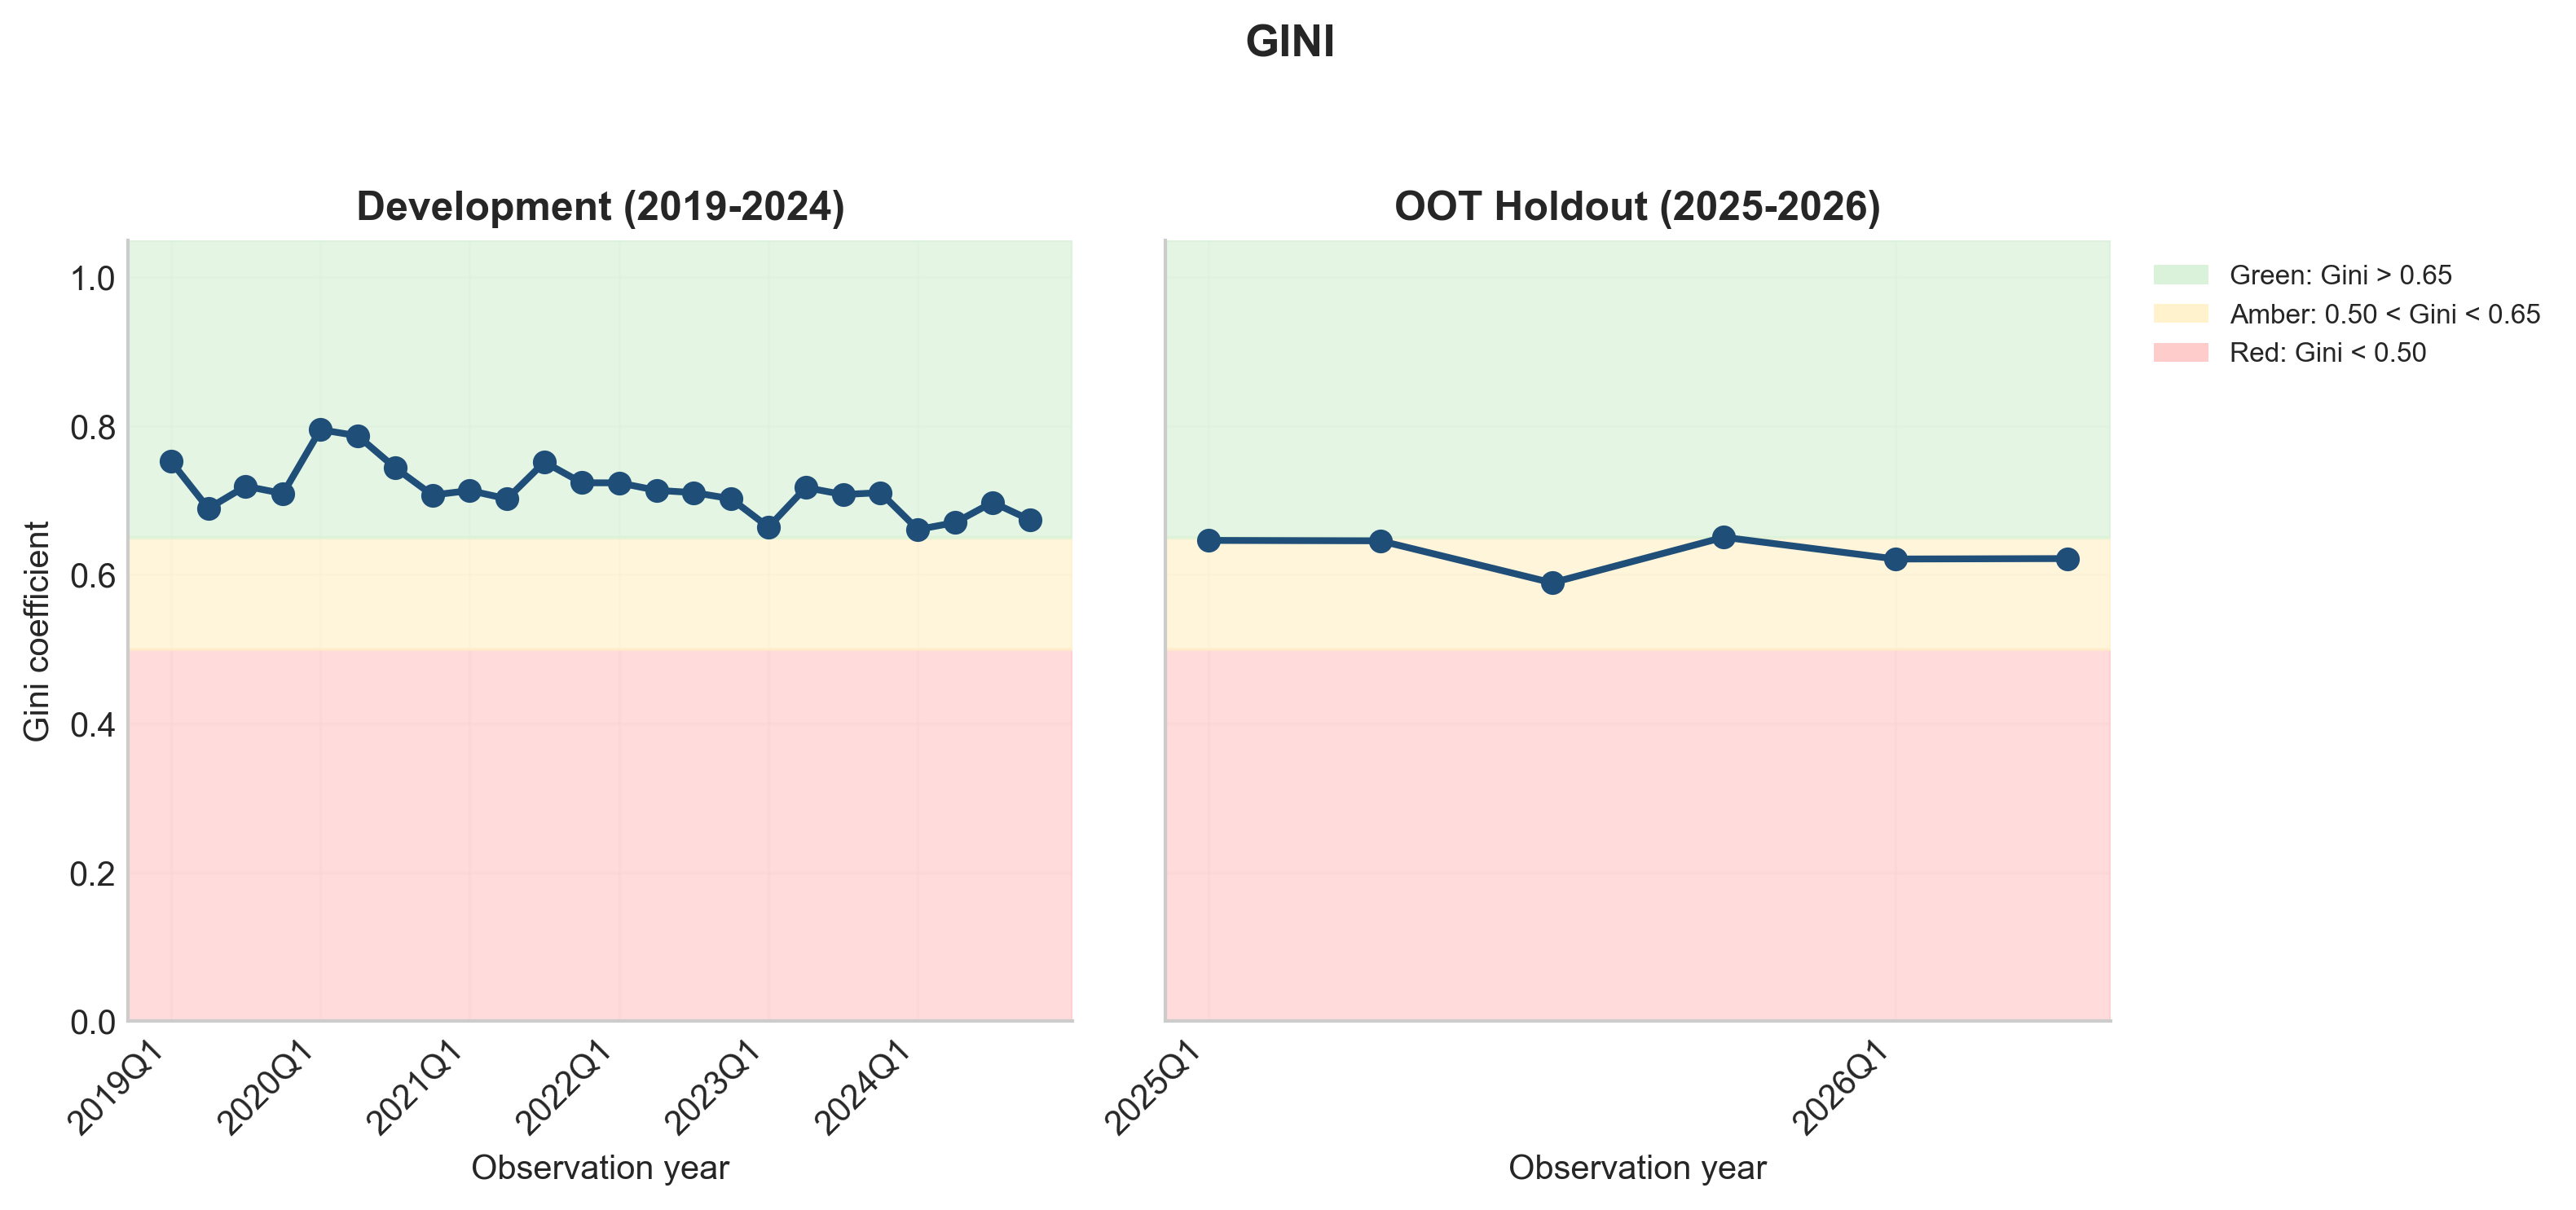 GINI
Development (2019-2024)
OOT Holdout (2025-2026)
Green: Gini > 0.65
Amber: 0.50 < Gini < 0.65
Red: Gini < 0.50
Gini coefficient
1.0
0.8
0.6
0.4
0.2
0.0
2019Q1
2020Q1
2021Q1
2022Q1
2023Q1
2024Q1
Observation year
2025Q1
2026Q1
Observation year